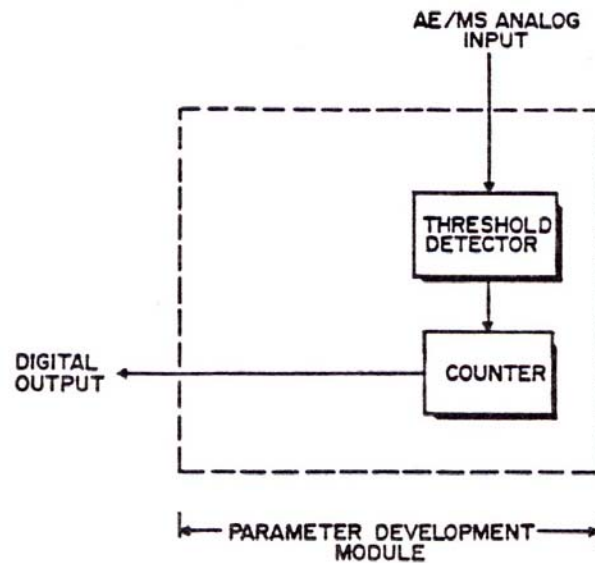 AE/MS ANALOG
INPUT
THRESHOLD
DETECTOR
COUNTER
DIGITAL
OUTPUT
PARAMETER DEVELOPMENT
MODULE